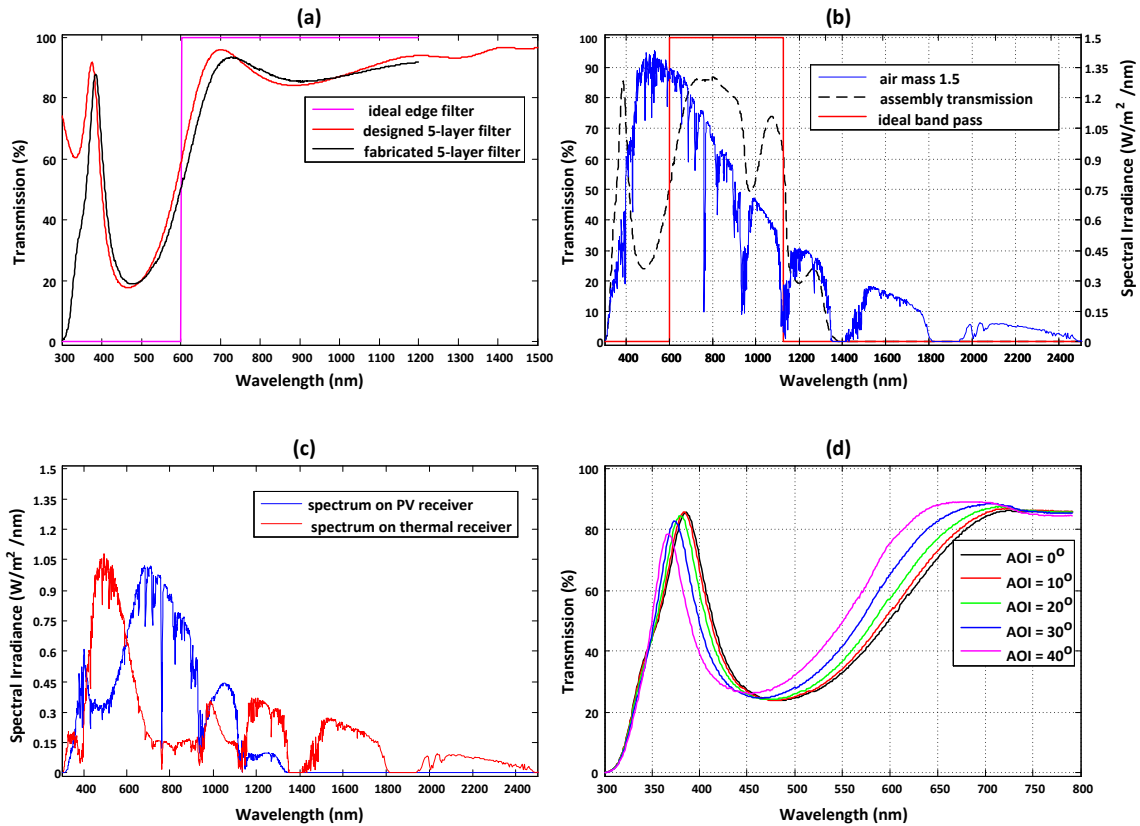 (a)
100
90
80
70
60
50
40
30
20
10
0
300 400 500 600 700 800 900 1000 1100 1200 1300 1400 1500
Transmission (%)
Wavelength (nm)
ideal edge filter
designed 5-layer filter
fabricated 5-layer filter
(b)
100
90
80
70
60
50
40
30
20
10
0
1.5
1.35
1.2
1.05
0.9
0.75
0.6
0.45
0.3
0.15
0
400 600 800 1000 1200 1400 1600 1800 2000 2200 2400
Transmission (%)
Spectral Irradiance (W/m² /nm)
Wavelength (nm)
air mass 1.5
assembly transmission
ideal band pass
(c)
1.5
1.35
1.2
1.05
0.9
0.75
0.6
0.45
0.3
0.15
0
400 600 800 1000 1200 1400 1600 1800 2000 2200 2400
Spectral Irradiance (W/m² /nm)
Wavelength (nm)
spectrum on PV receiver
spectrum on thermal receiver
(d)
100
80
60
40
20
0
300 350 400 450 500 550 600 650 700 750 800
Transmission (%)
Wavelength (nm)
AOI = 0⁰
AOI = 10⁰
AOI = 20⁰
AOI = 30⁰
AOI = 40⁰